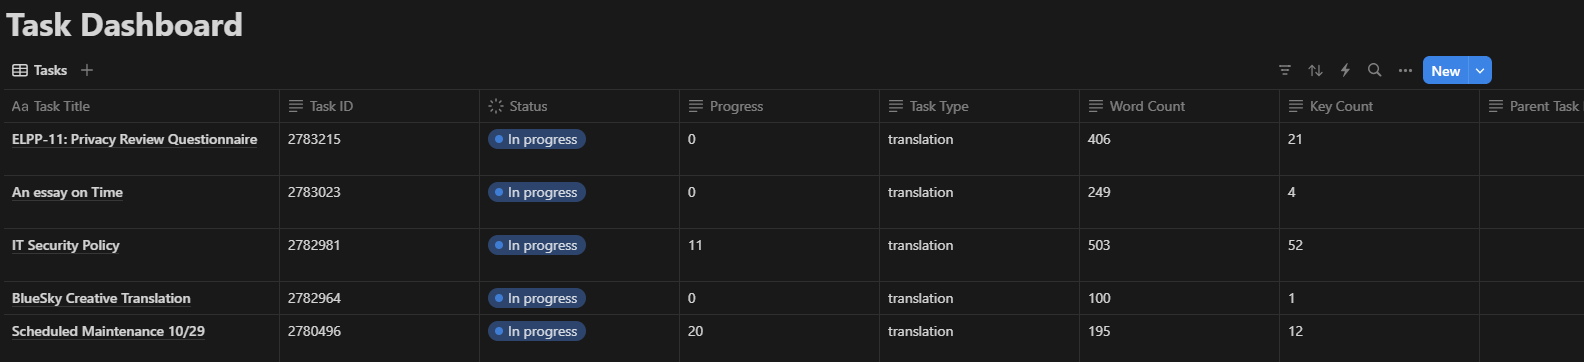 Task Dashboard
Tasks
New
Aa Task Title Task ID Status Progress Task Type Word Count Key Count Parent Task
ELPP-11: Privacy Review Questionnaire 2783215 In progress 0 translation 406 21
An essay on Time 2783023 In progress 0 translation 249 4
IT Security Policy 2782981 In progress 11 translation 503 52
BlueSky Creative Translation 2782964 In progress 0 translation 100 1
Scheduled Maintenance 10/29 2780496 In progress 20 translation 195 12